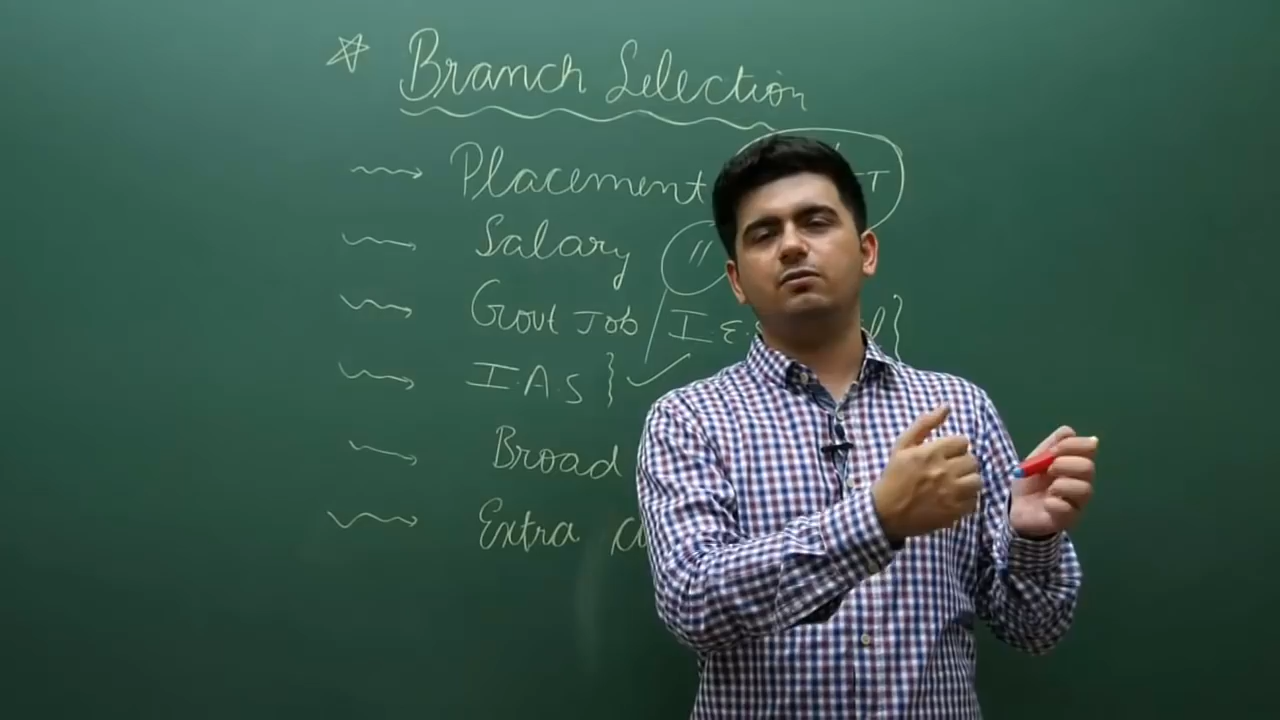 Branch Selection
Placement
Salary "
Govt Job / I.E.S
I.A.S } ✓
Broad
Extra